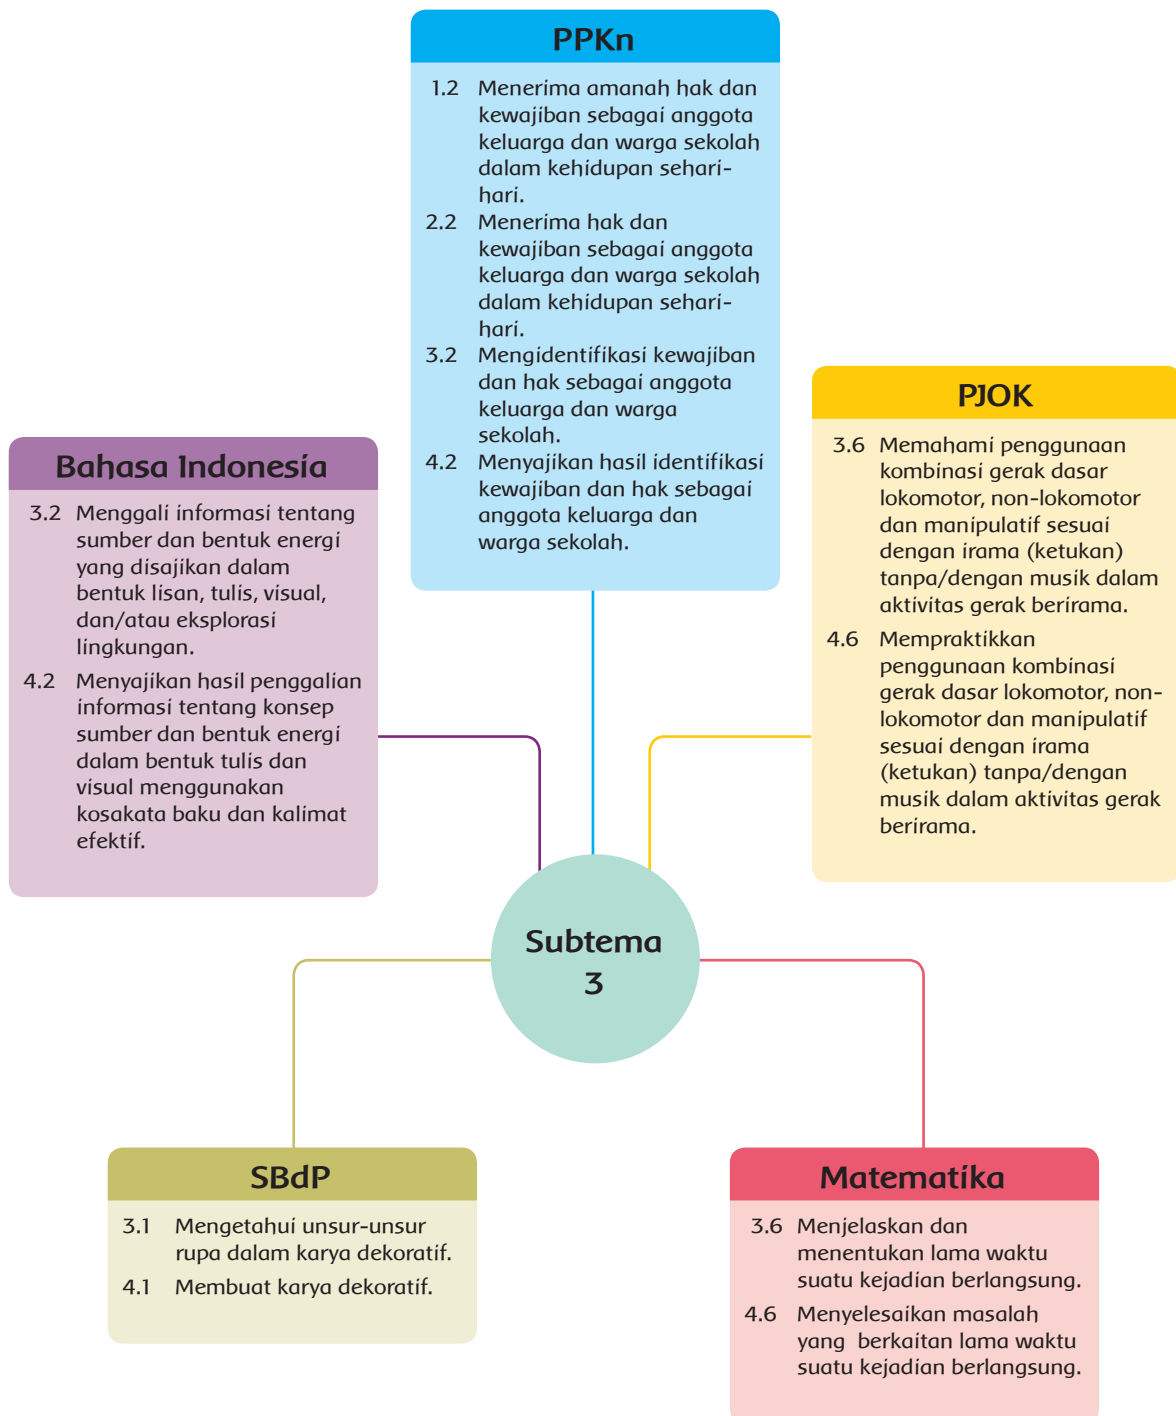 PPKn
1.2 Menerima amanah hak dan
kewajiban sebagai anggota
keluarga dan warga sekolah
dalam kehidupan sehari-
hari.
2.2 Menerima hak dan
kewajiban sebagai anggota
keluarga dan warga sekolah
dalam kehidupan sehari-
hari.
3.2 Mengidentifikasi kewajiban
dan hak sebagai anggota
keluarga dan warga
sekolah.
4.2 Menyajikan hasil identifikasi
kewajiban dan hak sebagai
anggota keluarga dan
warga sekolah.
PJOK
3.6 Memahami penggunaan
kombinasi gerak dasar
lokomotor, non-lokomotor
dan manipulatif sesuai
dengan irama (ketukan)
tanpa/dengan musik dalam
aktivitas gerak berirama.
4.6 Mempraktikkan
penggunaan kombinasi
gerak dasar lokomotor, non-
lokomotor dan manipulatif
sesuai dengan irama
(ketukan) tanpa/dengan
musik dalam aktivitas gerak
berirama.
Bahasa Indonesia
3.2 Menggali informasi tentang
sumber dan bentuk energi
yang disajikan dalam
bentuk lisan, tulis, visual,
dan/atau eksplorasi
lingkungan.
4.2 Menyajikan hasil penggalian
informasi tentang konsep
sumber dan bentuk energi
dalam bentuk tulis dan
visual menggunakan
kosakata baku dan kalimat
efektif.
Subtema
3
SBdP
3.1 Mengetahui unsur-unsur
rupa dalam karya dekoratif.
4.1 Membuat karya dekoratif.
Matematika
3.6 Menjelaskan dan
menentukan lama waktu
suatu kejadian berlangsung.
4.6 Menyelesaikan masalah
yang berkaitan lama waktu
suatu kejadian berlangsung.